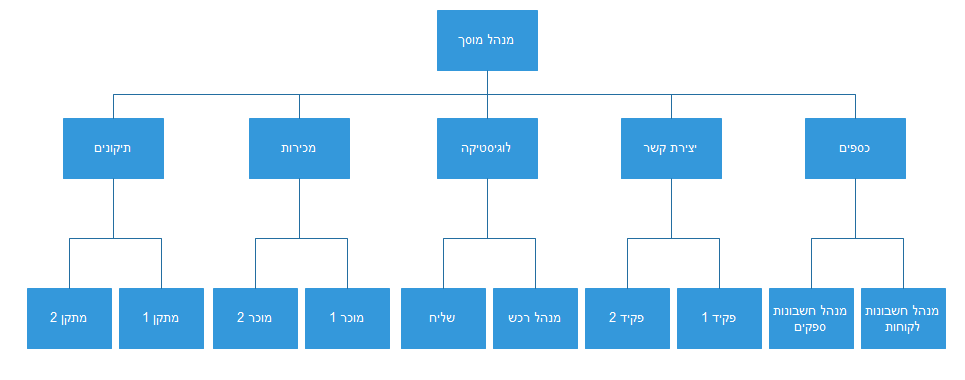 מנהל מוסך
כספים
יצירת קשר
לוגיסטיקה
מכירות
תיקונים
מנהל חשבונות
לקוחות
מנהל חשבונות
ספקים
פקיד 1
פקיד 2
מנהל רכש
שליח
מוכר 1
מוכר 2
מתקן 1
מתקן 2